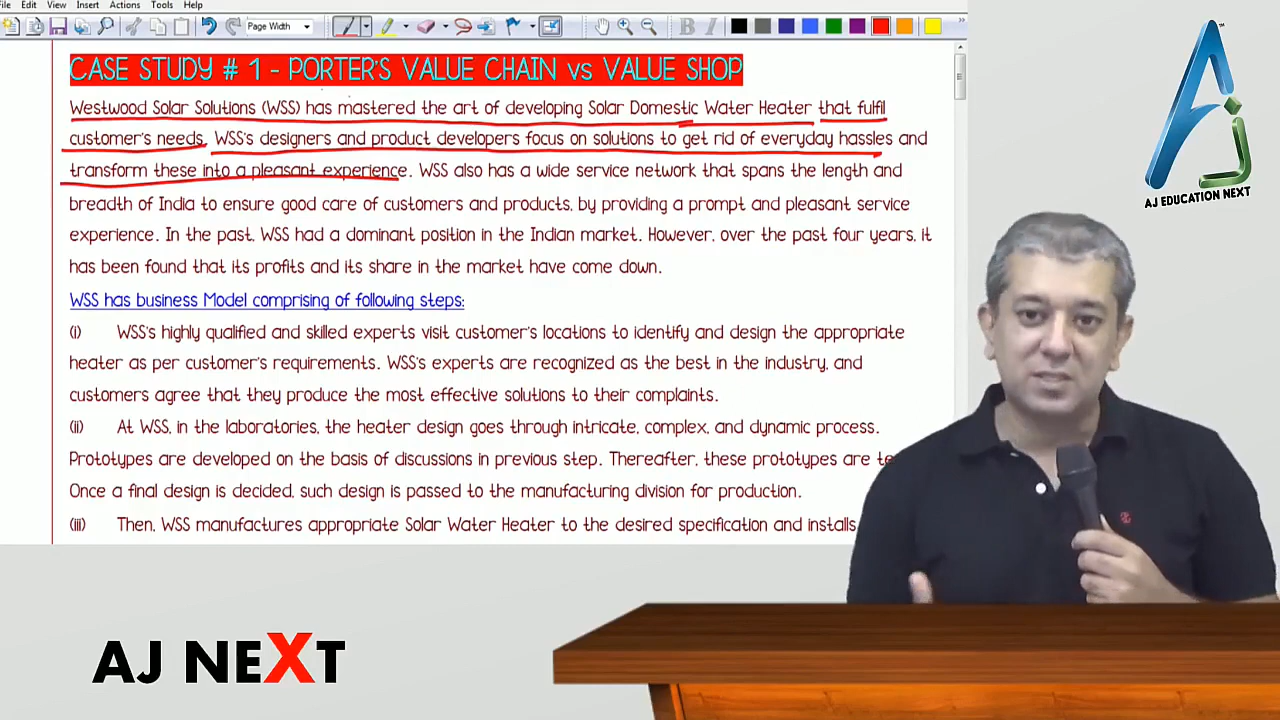 File Edit View Insert Actions Tools Help
Page Width
B I U
CASE STUDY # 1 - PORTER'S VALUE CHAIN vs VALUE SHOP
Westwood Solar Solutions (WSS) has mastered the art of developing Solar Domestic Water Heater that fulfil
customer's needs. WSS's designers and product developers focus on solutions to get rid of everyday hassles and
transform these into a pleasant experience. WSS also has a wide service network that spans the length and
breadth of India to ensure good care of customers and products, by providing a prompt and pleasant service
experience. In the past, WSS had a dominant position in the Indian market. However, over the past four years, it
has been found that its profits and its share in the market have come down.
WSS has business Model comprising of following steps:
(i) WSS's highly qualified and skilled experts visit customer's locations to identify and design the appropriate
heater as per customer's requirements. WSS's experts are recognized as the best in the industry, and
customers agree that they produce the most effective solutions to their complaints.
(ii) At WSS, in the laboratories, the heater design goes through intricate, complex, and dynamic process.
Prototypes are developed on the basis of discussions in previous step. Thereafter, these prototypes are
Once a final design is decided, such design is passed to the manufacturing division for production.
(iii) Then, WSS manufactures appropriate Solar Water Heater to the desired specification and installs
TM
AJ EDUCATION NEXT
AJ NEXT